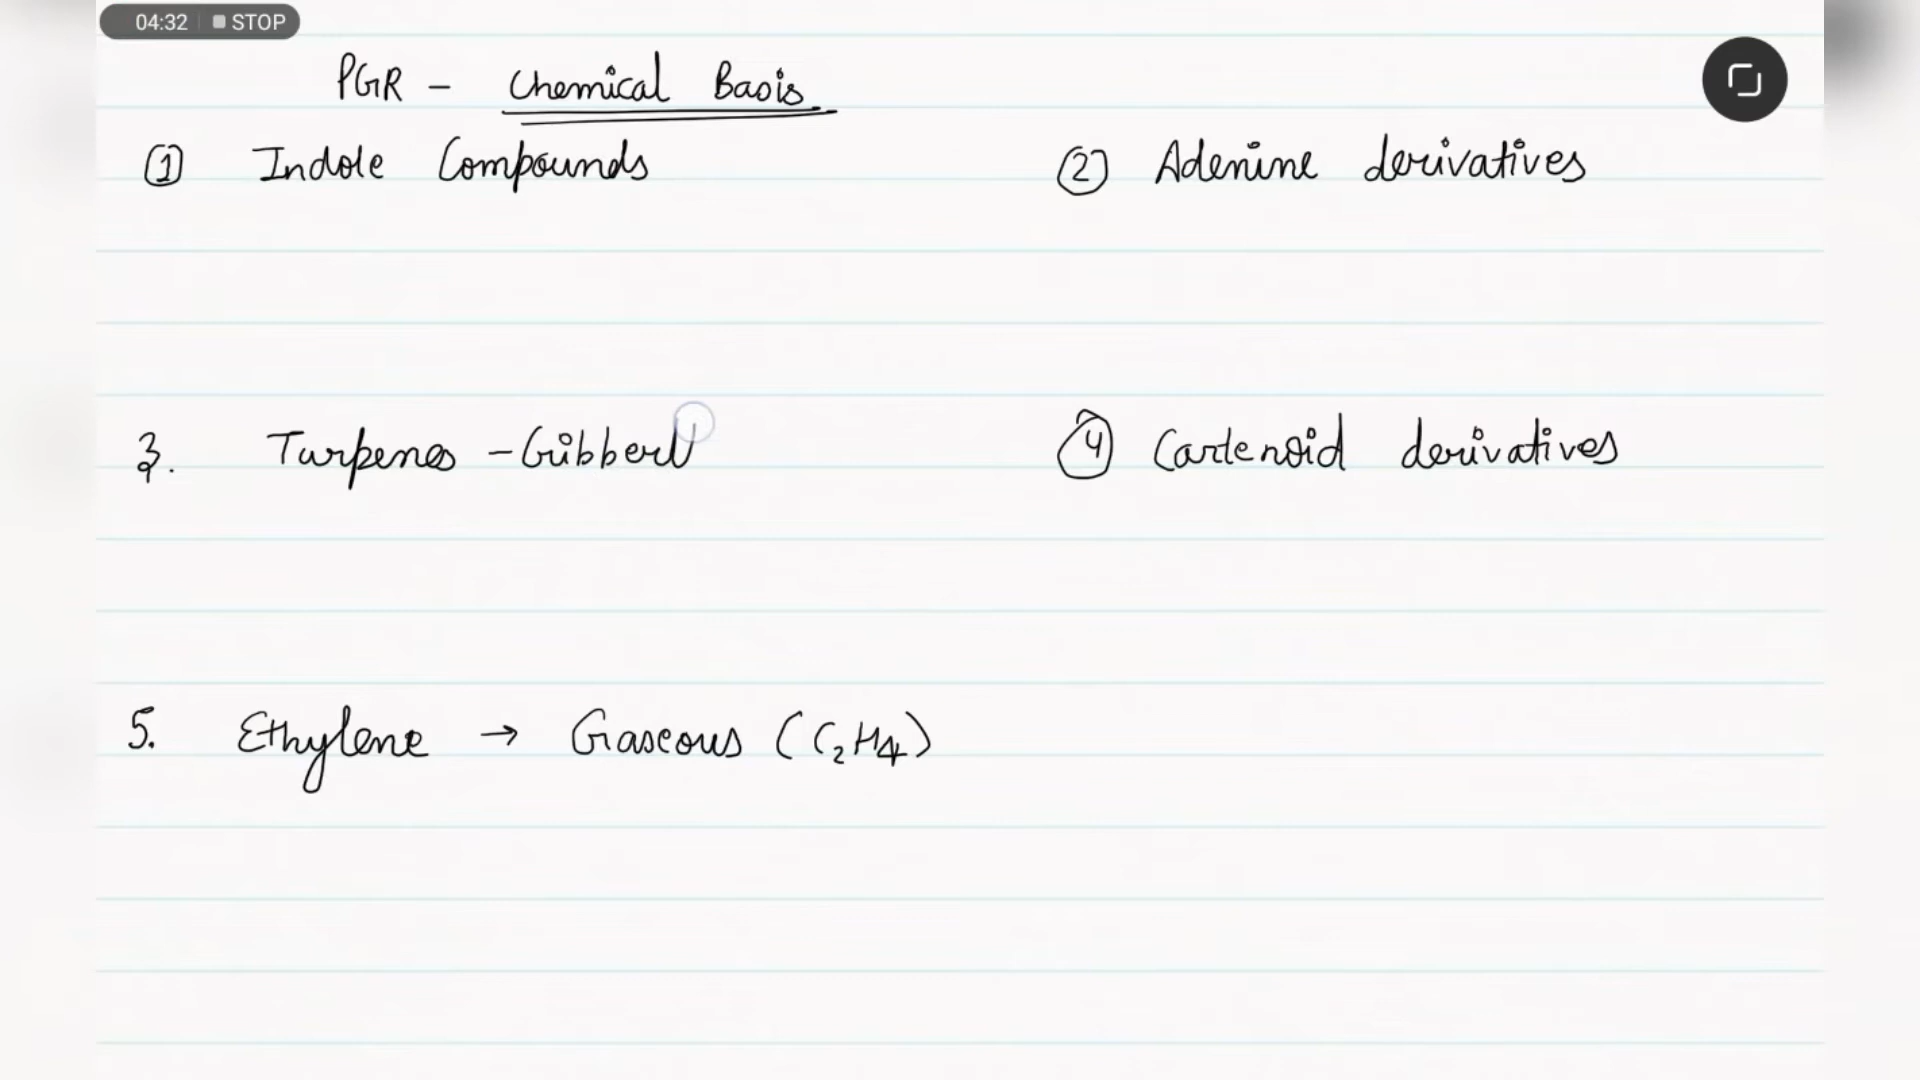 04:32 STOP
PGR - Chemical Basis
① Indole Compounds
② Adenine derivatives
3. Turpenes - Gibberl
④ Cartenoid derivatives
5. Ethylene → Gaseous (C₂H₄)